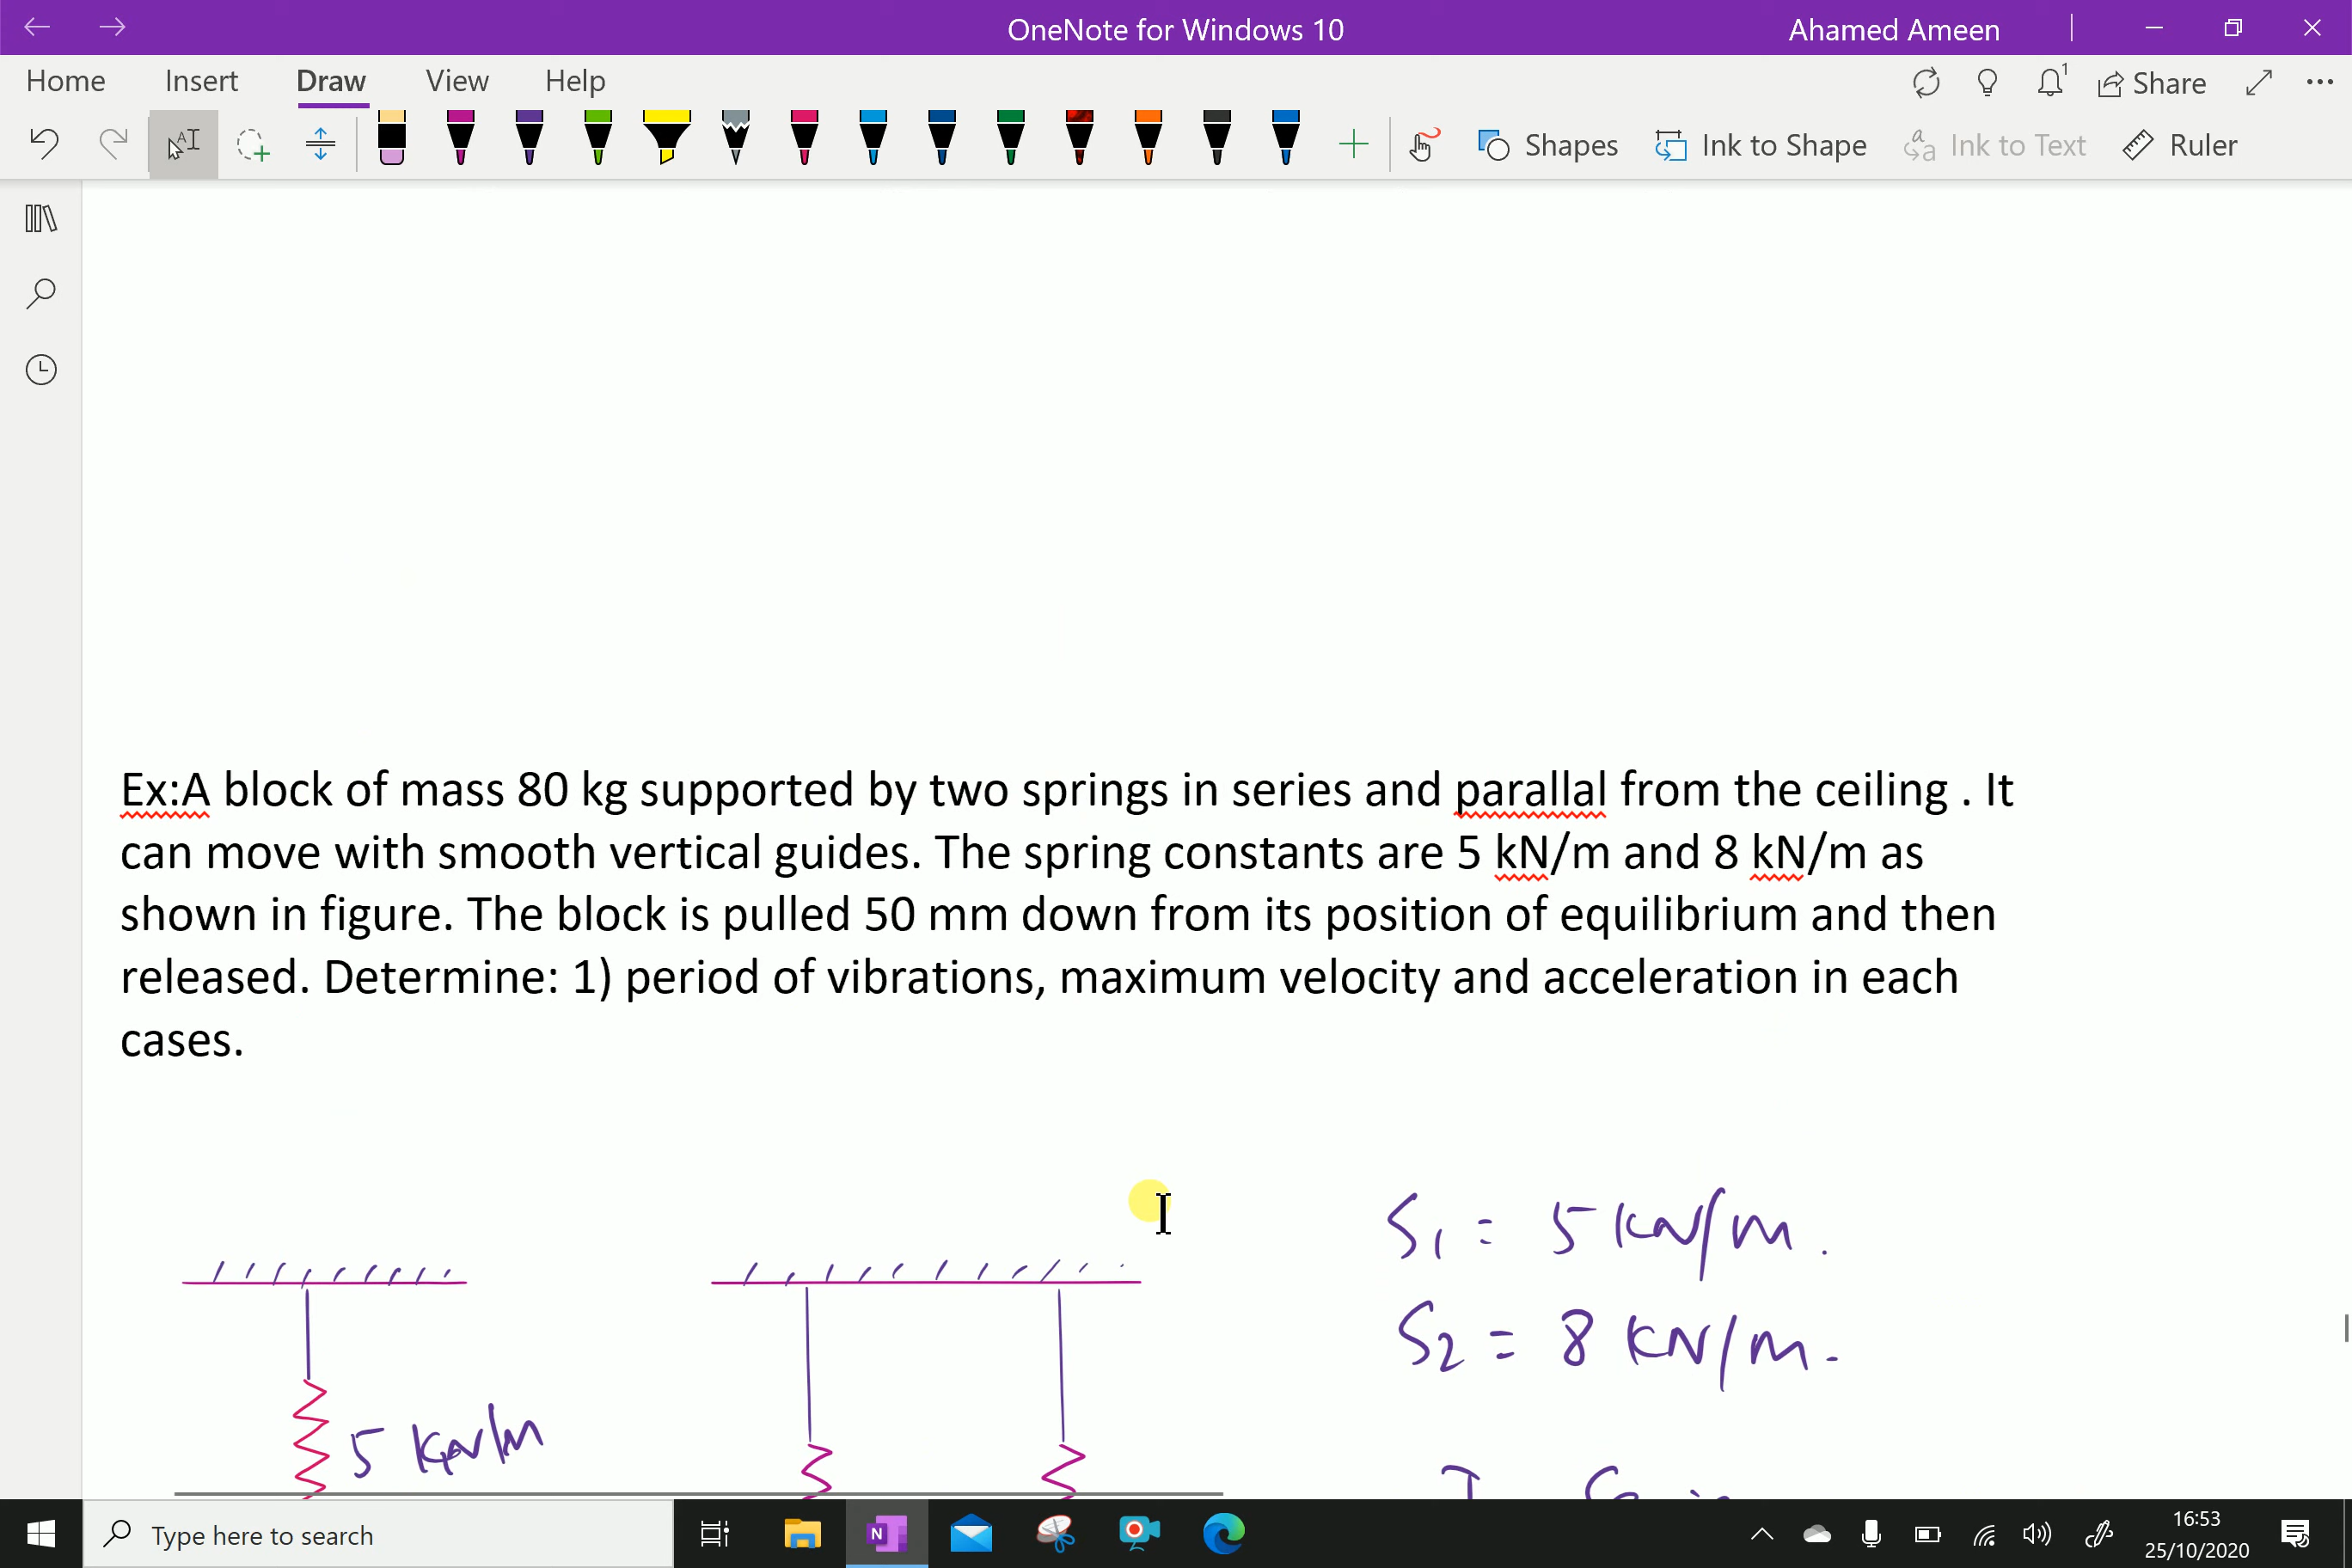 OneNote for Windows 10
Ahamed Ameen
Home Insert Draw View Help
1
Share
Shapes
Ink to Shape
Ink to Text
Ruler
Ex:A block of mass 80 kg supported by two springs in series and parallal from the ceiling . It
can move with smooth vertical guides. The spring constants are 5 kN/m and 8 kN/m as
shown in figure. The block is pulled 50 mm down from its position of equilibrium and then
released. Determine: 1) period of vibrations, maximum velocity and acceleration in each
cases.
S1 = 5 kN/m.
S2 = 8 kN/m.
5 kN/m
Type here to search
N
16:53
25/10/2020